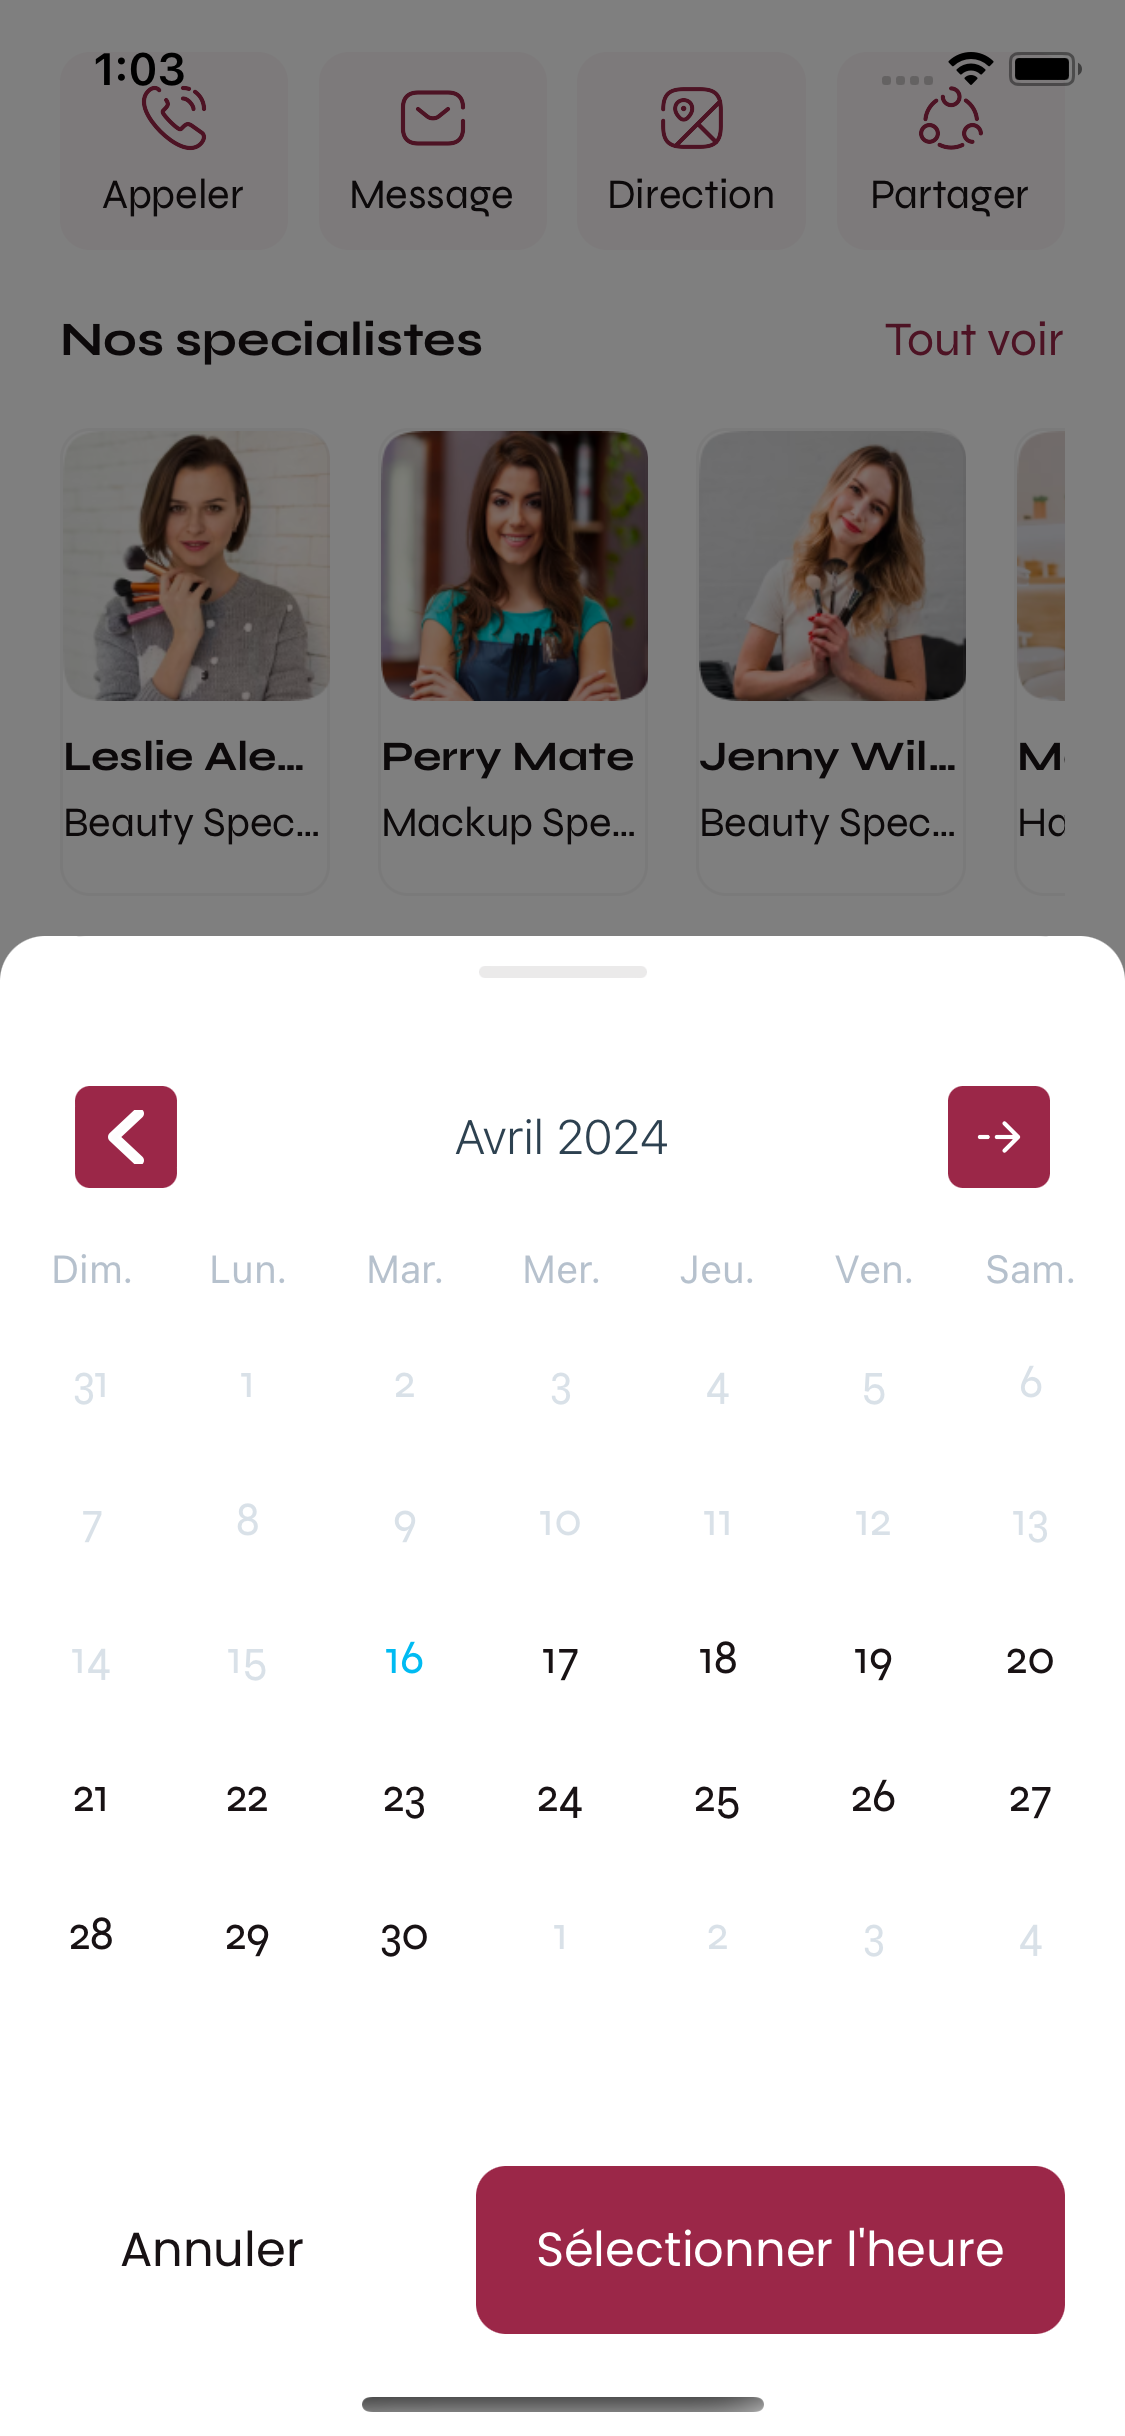 1:03
Appeler Message Direction Partager
Nos specialistes Tout voir
Leslie Ale... Perry Mate Jenny Wil...
Beauty Spec... Mackup Spe... Beauty Spec...
Avril 2024
Dim. Lun. Mar. Mer. Jeu. Ven. Sam.
31 1 2 3 4 5 6
7 8 9 10 11 12 13
14 15 16 17 18 19 20
21 22 23 24 25 26 27
28 29 30 1 2 3 4
Annuler Sélectionner l'heure